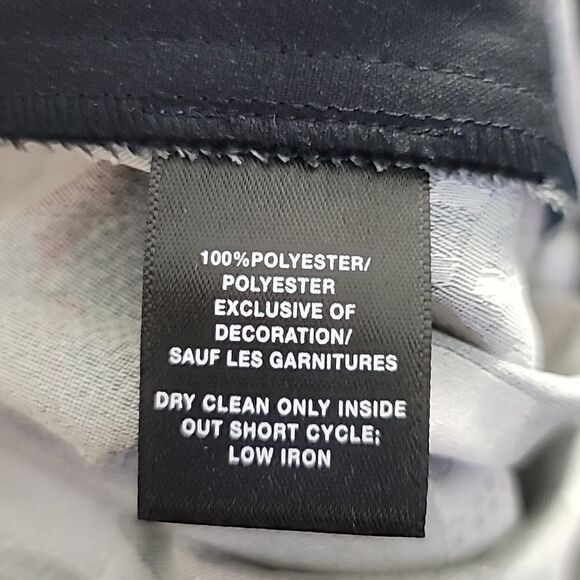 100%POLYESTER/
POLYESTER
EXCLUSIVE OF
DECORATION/
SAUF LES GARNITURES
DRY CLEAN ONLY INSIDE
OUT SHORT CYCLE;
LOW IRON